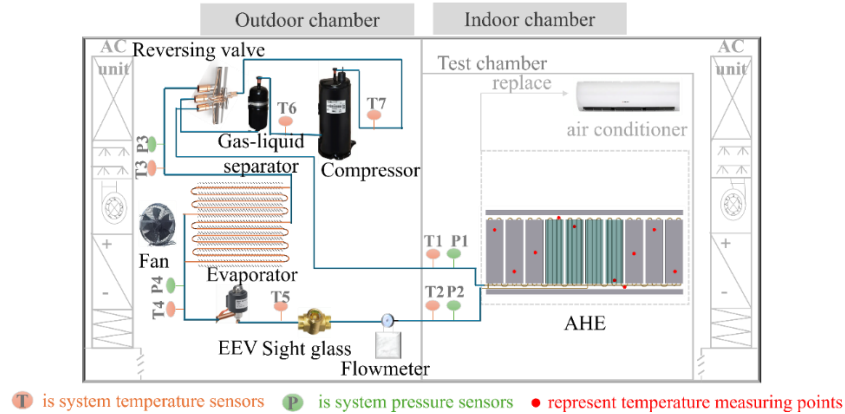 Outdoor chamber
Indoor chamber
AC
unit
Reversing valve
T6
T7
Gas-liquid
separator
Compressor
P3
T3
Fan
Evaporator
P4
T4
T5
EEV
Sight glass
Flowmeter
T1
P1
T2
P2
Test chamber
replace
air conditioner
AHE
AC
unit
+
-
+
-
T is system temperature sensors
P is system pressure sensors
represent temperature measuring points